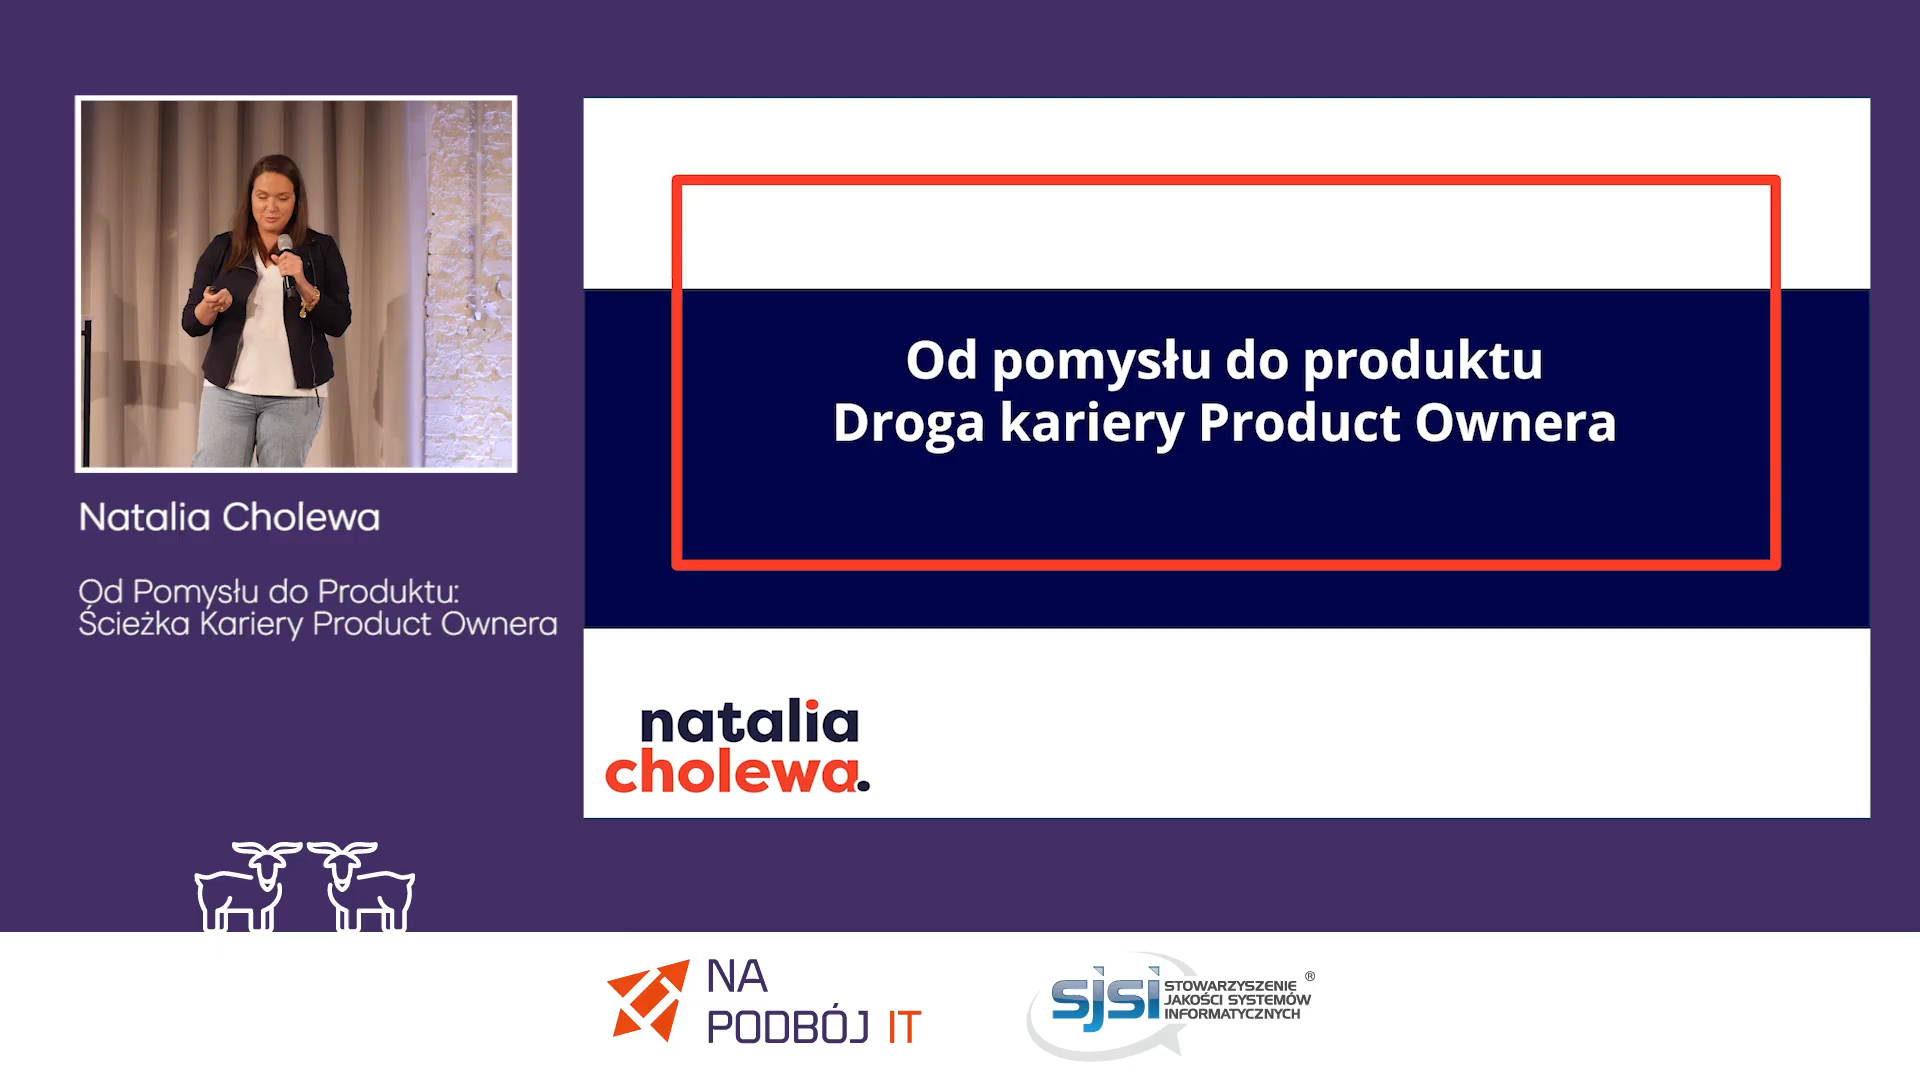 Natalia Cholewa
Od Pomysłu do Produktu:
Ścieżka Kariery Product Ownera
Od pomysłu do produktu
Droga kariery Product Ownera
natalia
cholewa.
NA
PODBÓJ IT
sjsi
STOWARZYSZENIE ®
JAKOŚCI SYSTEMÓW
INFORMATYCZNYCH